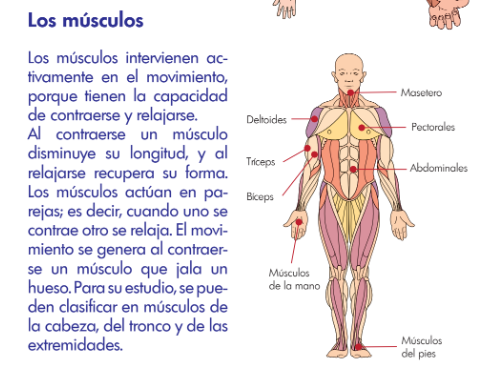 Los músculos
Los músculos intervienen ac-
tivamente en el movimiento,
porque tienen la capacidad
de contraerse y relajarse.
Al contraerse un músculo
disminuye su longitud, y al
relajarse recupera su forma.
Los músculos actúan en pa-
rejas; es decir, cuando uno se
contrae otro se relaja. El movi-
miento se genera al contraer-
se un músculo que jala un
hueso. Para su estudio, se pue-
den clasificar en músculos de
la cabeza, del tronco y de las
extremidades.
Masetero
Deltoides
Pectorales
Tríceps
Abdominales
Bíceps
Músculos
de la mano
Músculos
del pies